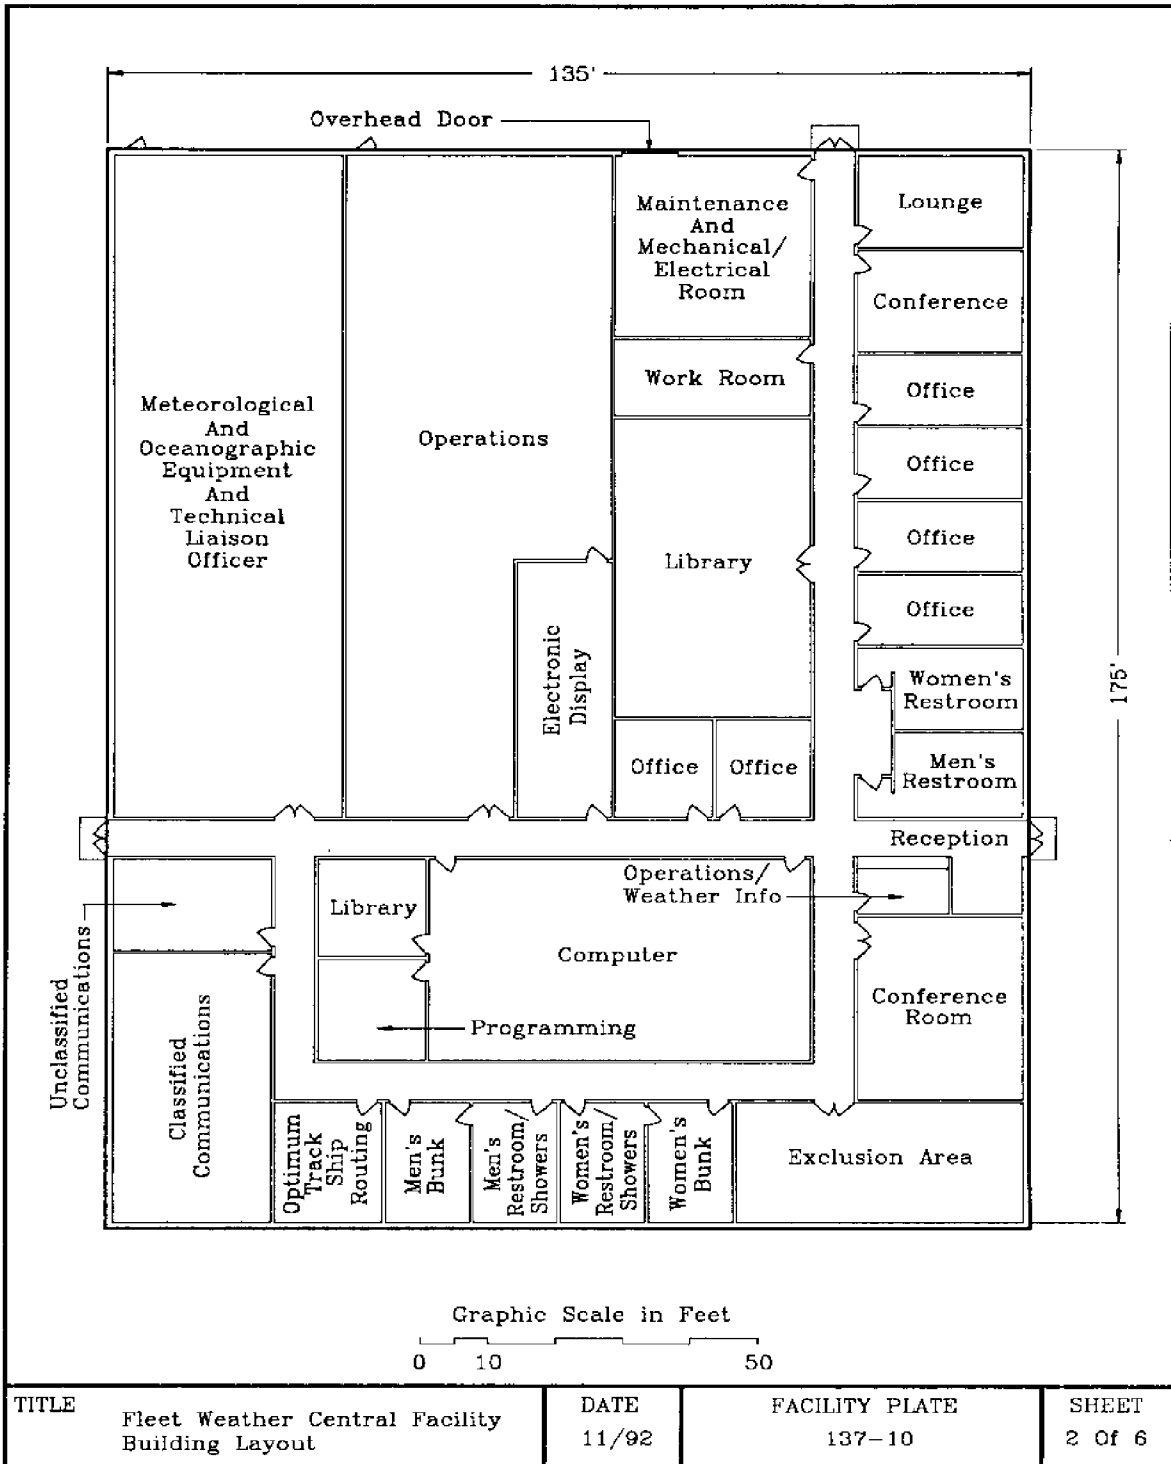 135'
Overhead Door
Lounge
Maintenance
And
Mechanical/
Electrical
Room
Conference
Work Room
Office
Meteorological
And
Oceanographic
Equipment
And
Technical
Liaison
Officer
Operations
Office
Office
Library
Office
Electronic
Display
Women's
Restroom
175'
Office
Office
Men's
Restroom
Reception
Operations/
Weather Info
Library
Computer
Unclassified
Communications
Classified
Communications
Programming
Conference
Room
Optimum
Track
Ship
Routing
Men's
Bunk
Men's
Restroom/
Showers
Women's
Restroom/
Showers
Women's
Bunk
Exclusion Area
Graphic Scale in Feet
0 10 50
TITLE
Fleet Weather Central Facility
Building Layout
DATE
11/92
FACILITY PLATE
137-10
SHEET
2 Of 6